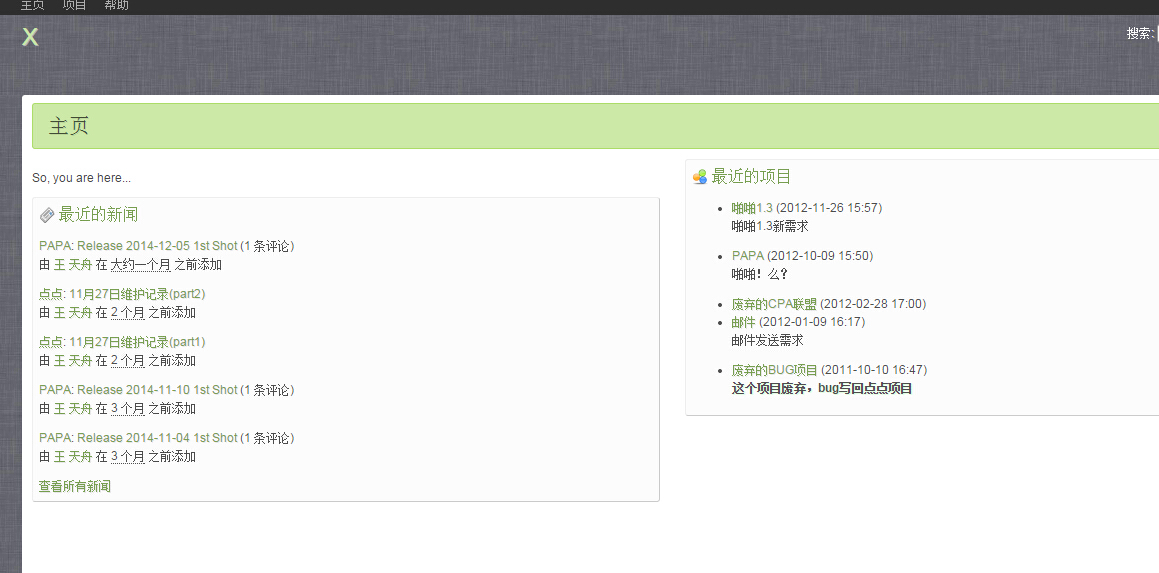 主页 项目 帮助
X
搜索:
主页
So, you are here...
最近的新闻
PAPA: Release 2014-12-05 1st Shot (1 条评论)
由 王 天舟 在 大约一个月 之前添加
点点: 11月27日维护记录(part2)
由 王 天舟 在 2 个月 之前添加
点点: 11月27日维护记录(part1)
由 王 天舟 在 2 个月 之前添加
PAPA: Release 2014-11-10 1st Shot (1 条评论)
由 王 天舟 在 3 个月 之前添加
PAPA: Release 2014-11-04 1st Shot (1 条评论)
由 王 天舟 在 3 个月 之前添加
查看所有新闻
最近的项目
啪啪1.3 (2012-11-26 15:57)
啪啪1.3新需求
PAPA (2012-10-09 15:50)
啪啪！么？
废弃的CPA联盟 (2012-02-28 17:00)
邮件 (2012-01-09 16:17)
邮件发送需求
废弃的BUG项目 (2011-10-10 16:47)
这个项目废弃，bug写回点点项目